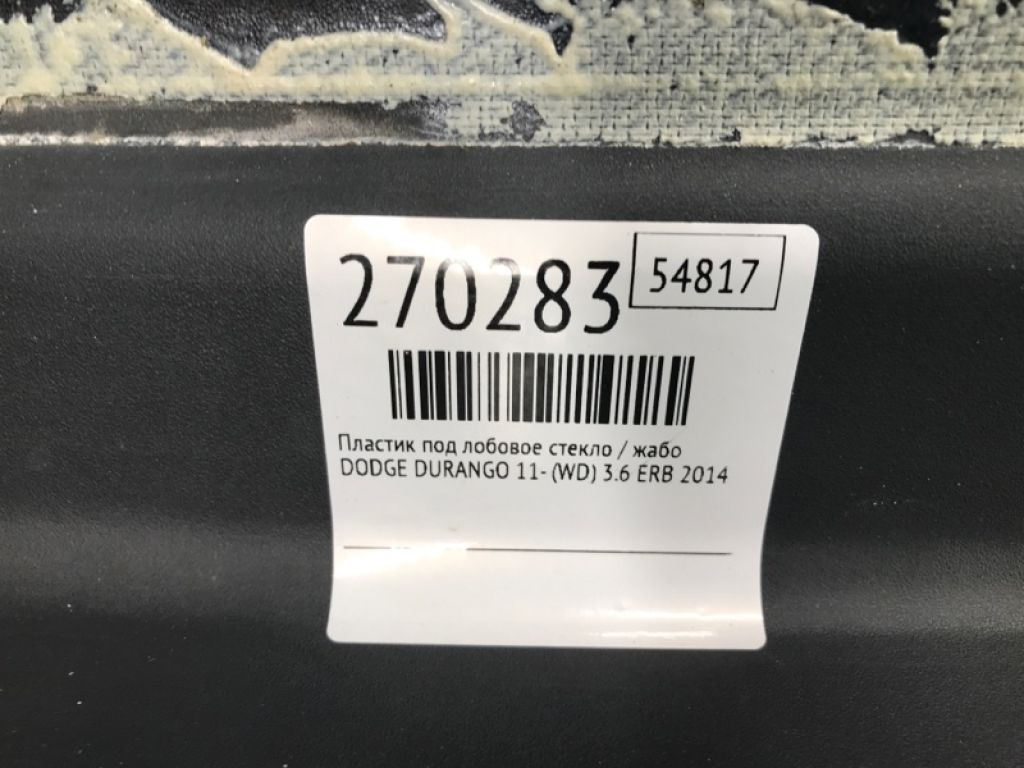 270283
54817
Пластик под лобовое стекло / жабо
DODGE DURANGO 11- (WD) 3.6 ERB 2014